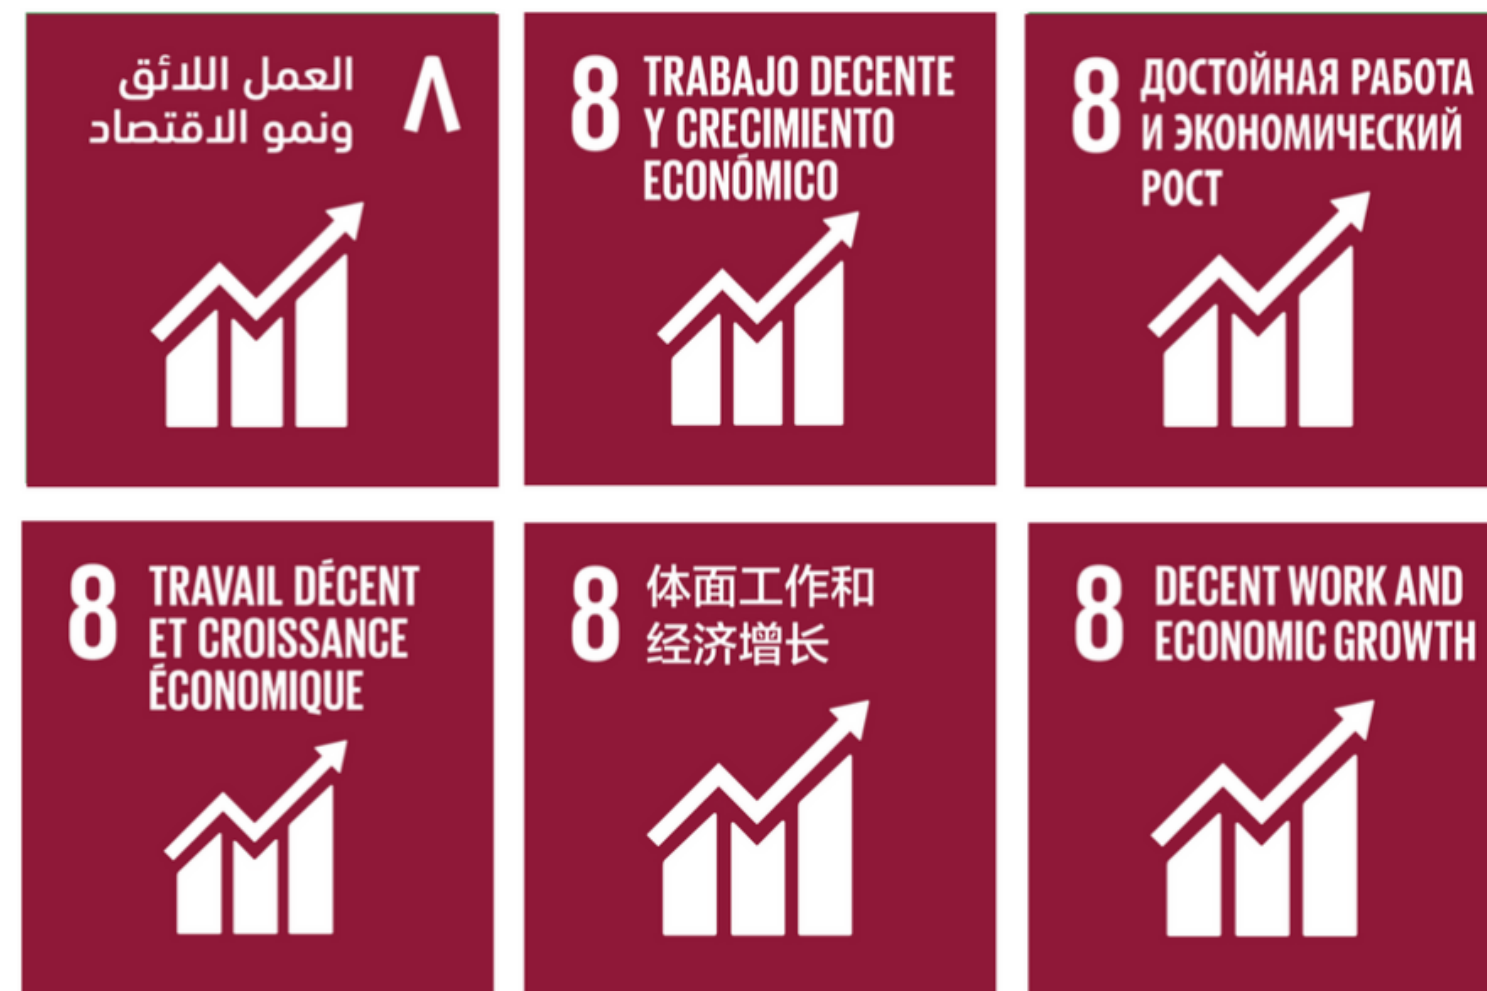 ٨ العمل اللائق
ونمو الاقتصاد
8 TRABAJO DECENTE
Y CRECIMIENTO
ECONÓMICO
8 ДОСТОЙНАЯ РАБОТА
И ЭКОНОМИЧЕСКИЙ
РОСТ
8 TRAVAIL DÉCENT
ET CROISSANCE
ÉCONOMIQUE
8 体面工作和
经济增长
8 DECENT WORK AND
ECONOMIC GROWTH